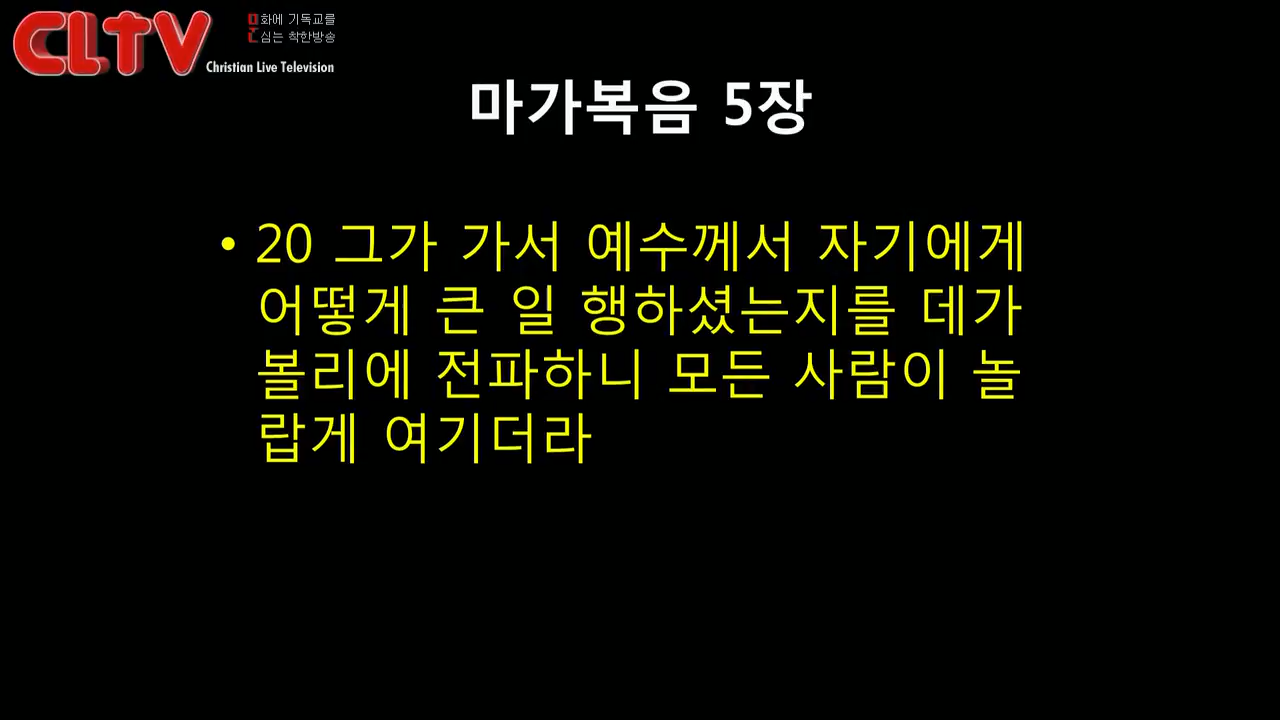 CLTV
문화에 기독교를
심는 착한방송
Christian Live Television
마가복음 5장
• 20 그가 가서 예수께서 자기에게
어떻게 큰 일 행하셨는지를 데가
볼리에 전파하니 모든 사람이 놀
랍게 여기더라